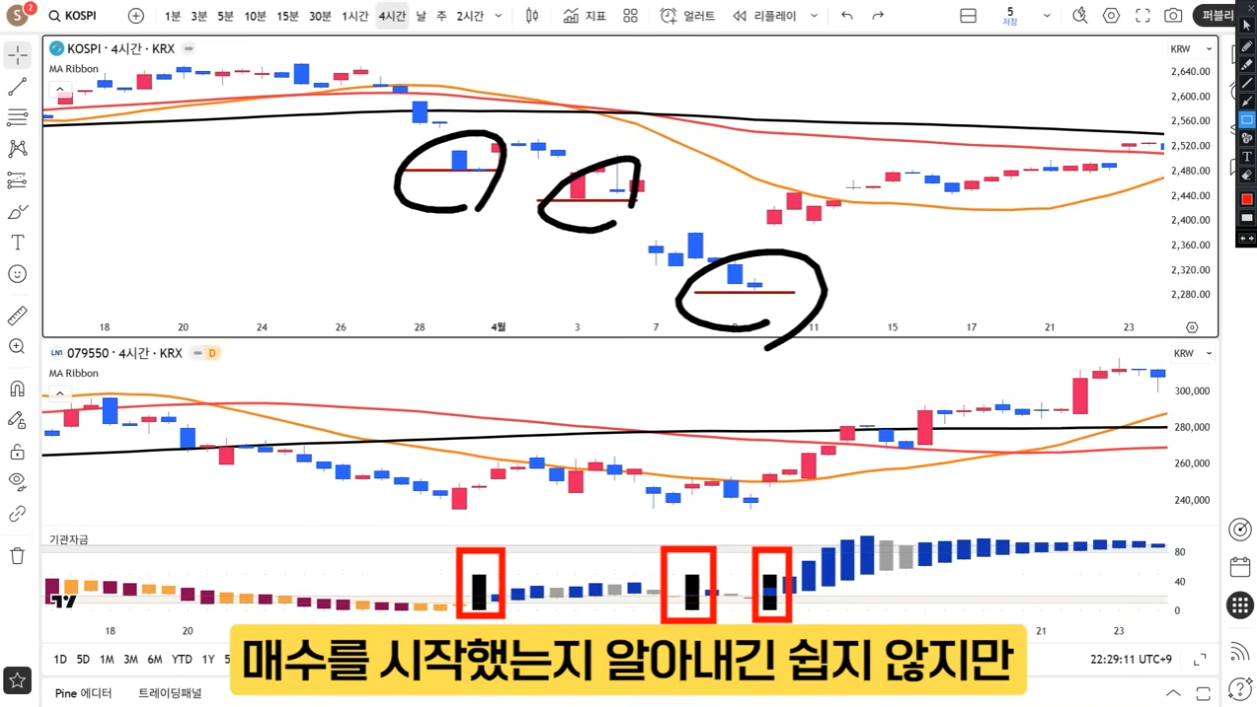 S 2 KOSPI 1분 3분 5분 10분 15분 30분 1시간 4시간 날 주 2시간 지표 얼러트 리플레이 5 저장 퍼블리
KOSPI · 4시간 · KRX
MA Ribbon
KRW
2,640.00
2,600.00
2,560.00
2,520.00
2,480.00
2,440.00
2,400.00
2,360.00
2,320.00
2,280.00
18 20 24 26 28 4월 3 7 9 11 15 17 21 23
LN1 079550 · 4시간 · KRX D
MA Ribbon
KRW
300,000
280,000
260,000
240,000
기관자금
80
40
0
18 20 21 23
매수를 시작했는지 알아내긴 쉽지 않지만
1D 5D 1M 3M 6M YTD 1Y 5 22:29:11 UTC+9
Pine 에디터 트레이딩패널